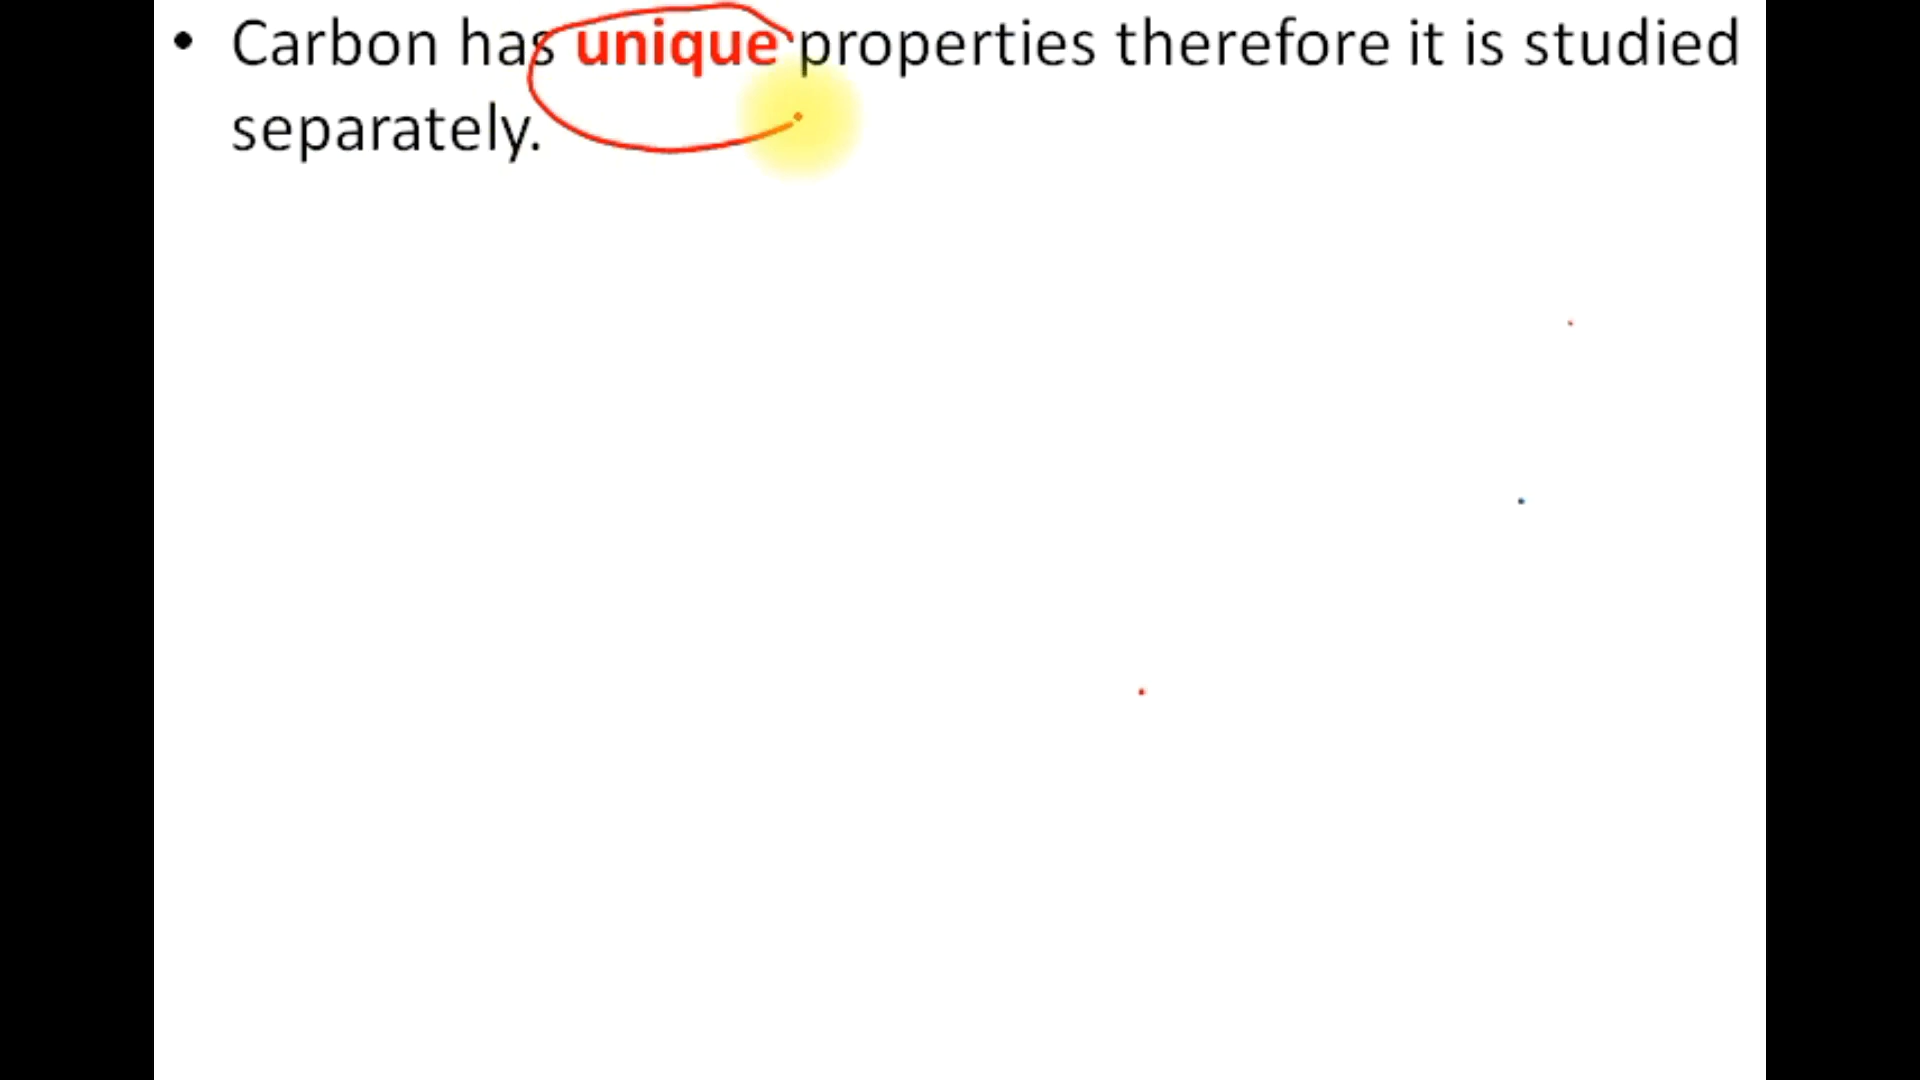 • Carbon has unique properties therefore it is studied
separately.